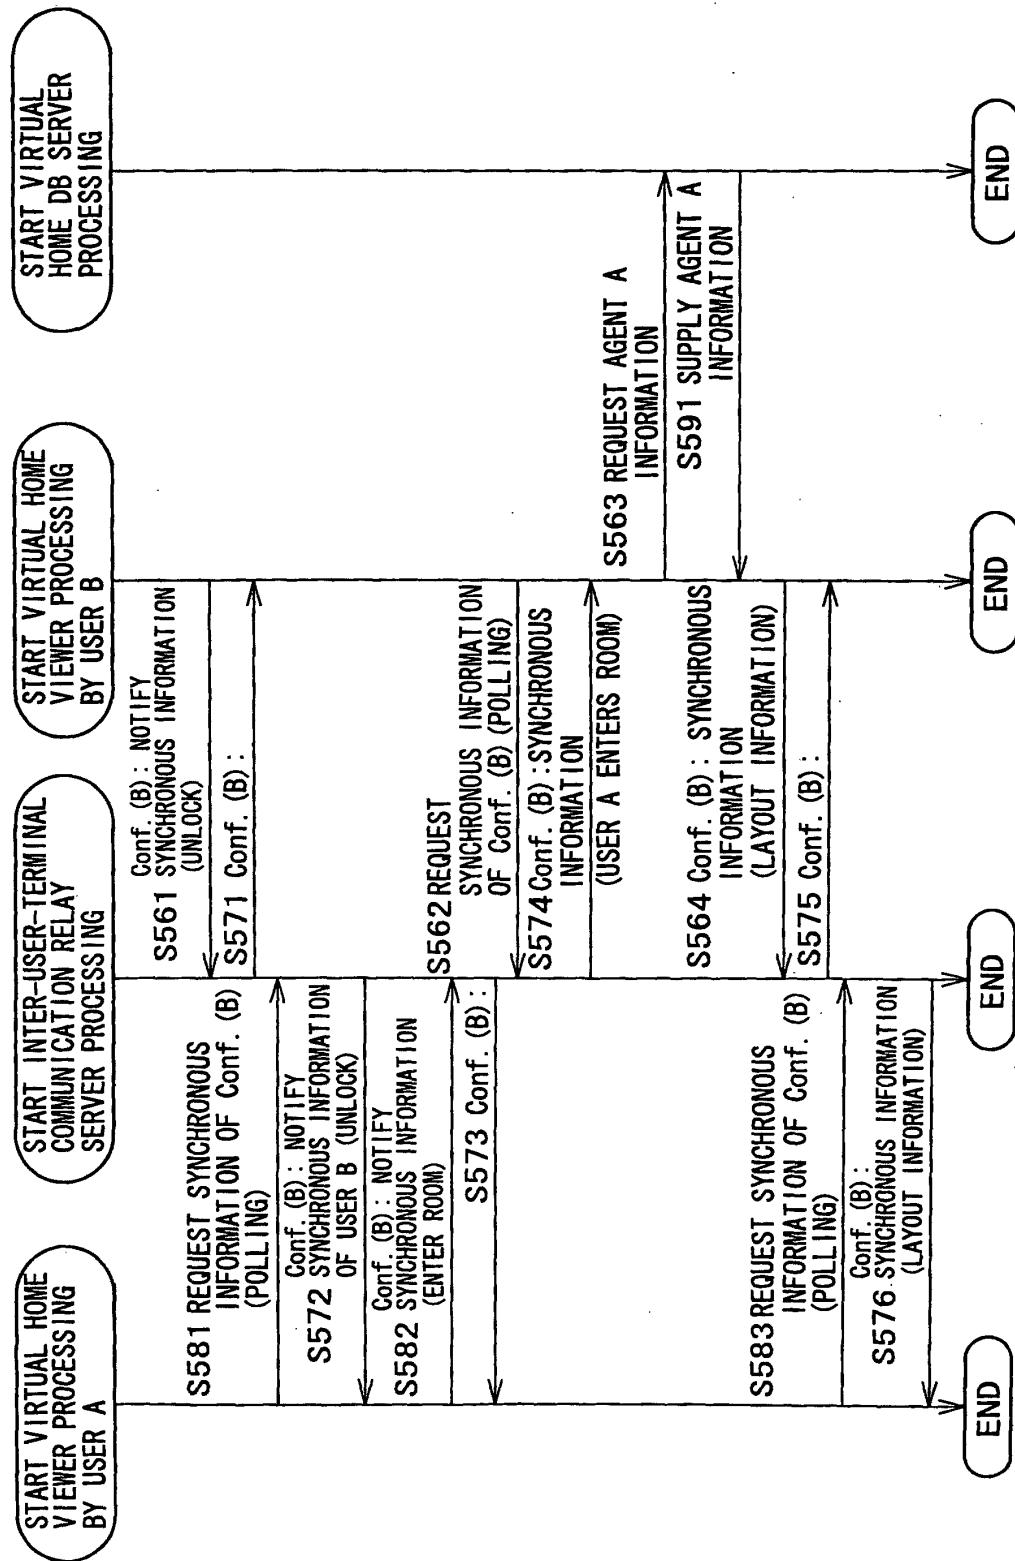 START VIRTUAL HOME
VIEWER PROCESSING
BY USER A
START INTER-USER-TERMINAL
COMMUNICATION RELAY
SERVER PROCESSING
START VIRTUAL HOME
VIEWER PROCESSING
BY USER B
START VIRTUAL
HOME DB SERVER
PROCESSING
Conf. (B): NOTIFY
S561 SYNCHRONOUS INFORMATION
(UNLOCK)
S571 Conf. (B):
S581 REQUEST SYNCHRONOUS
INFORMATION OF Conf. (B)
(POLLING)
Conf. (B): NOTIFY
S572 SYNCHRONOUS INFORMATION
OF USER B (UNLOCK)
Conf. (B): NOTIFY
S582 SYNCHRONOUS INFORMATION
(ENTER ROOM)
S573 Conf. (B):
S562 REQUEST
SYNCHRONOUS INFORMATION
OF Conf. (B) (POLLING)
S574 Conf. (B): SYNCHRONOUS
INFORMATION
(USER A ENTERS ROOM)
S563 REQUEST AGENT A
INFORMATION
S591 SUPPLY AGENT A
INFORMATION
S564 Conf. (B): SYNCHRONOUS
INFORMATION
(LAYOUT INFORMATION)
S575 Conf. (B):
S583 REQUEST SYNCHRONOUS
INFORMATION OF Conf. (B)
(POLLING)
Conf. (B):
S576 SYNCHRONOUS INFORMATION
(LAYOUT INFORMATION)
END
END
END
END